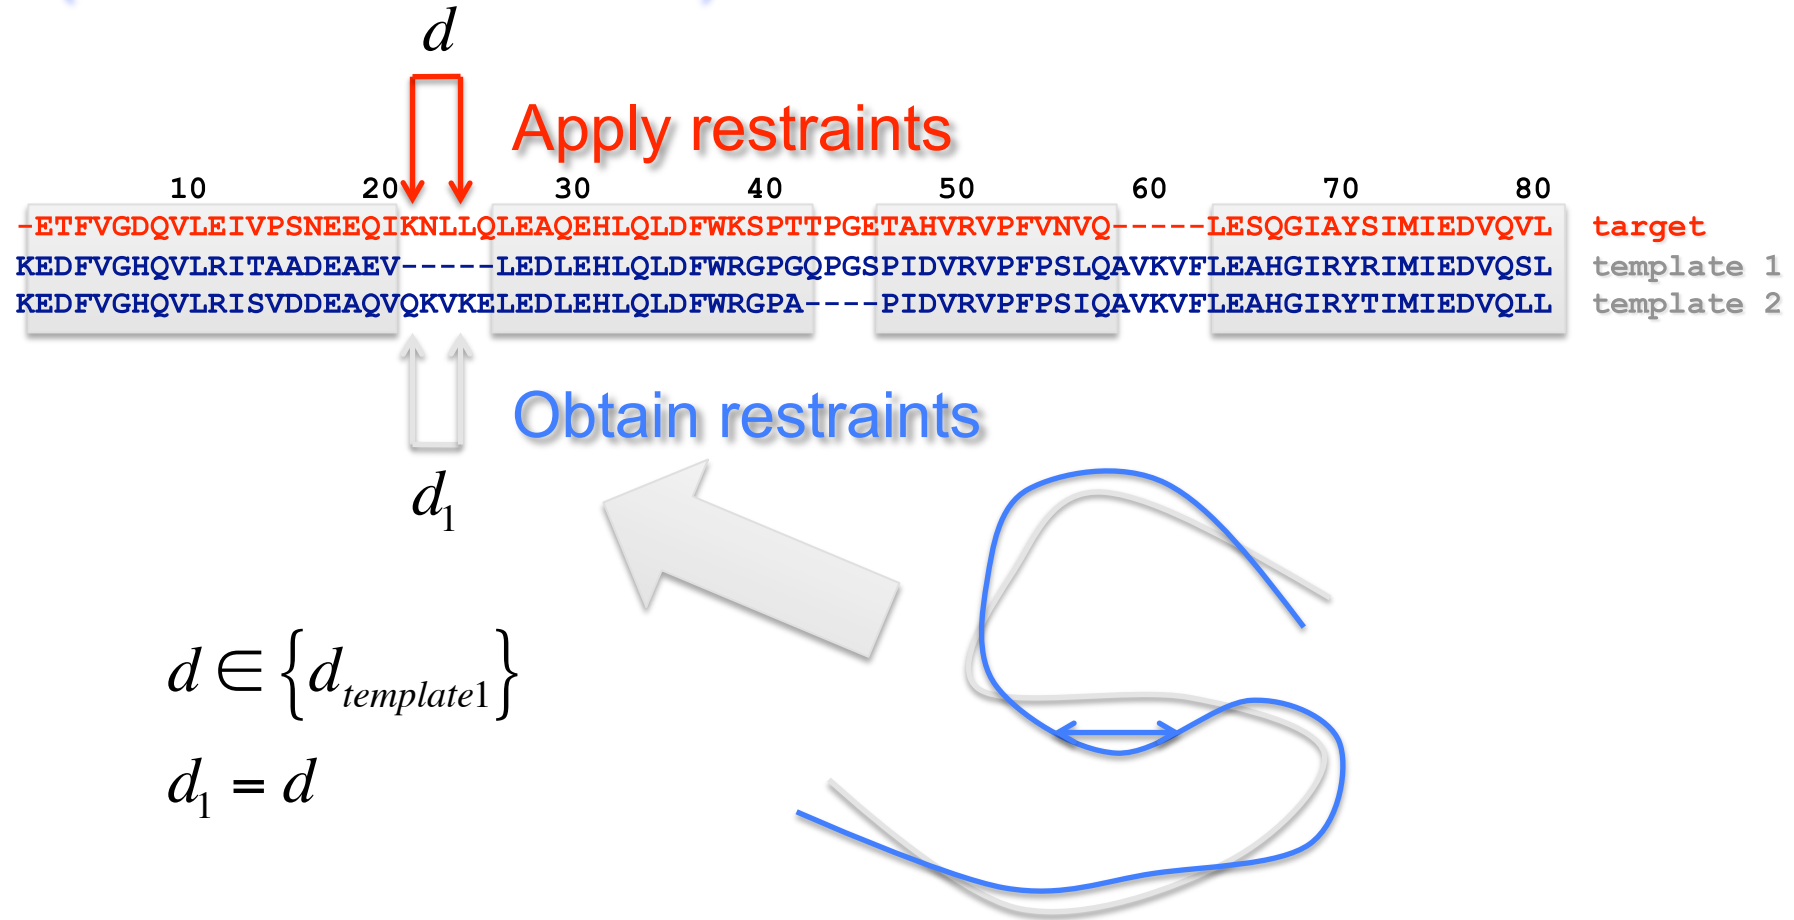 d
Apply restraints
10 20 30 40 50 60 70 80
-ETFVGDQVLEIVPSNEEQIKNLLQLEAQEHLQLDFWKSPTTPGETAHVRVPFVNVQ-----LESQGIAYSIMIEDVQVL target
KEDFVGHQVLRITAADEAEV-----LEDLEHLQLDFWRGPGQPGSPIDVRVPFPSLQAVKVFLEAHGIRYRIMIEDVQSL template 1
KEDFVGHQVLRISVDDEAQVQKVKELEDLEHLQLDFWRGPA----PIDVRVPFPSIQAVKVFLEAHGIRYTIMIEDVQLL template 2
Obtain restraints
d₁
d ∈ {d_template1}
d₁ = d